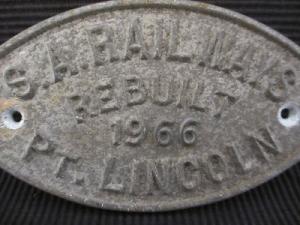 S.A. RAILWAYS
REBUILT
1966
PT. LINCOLN